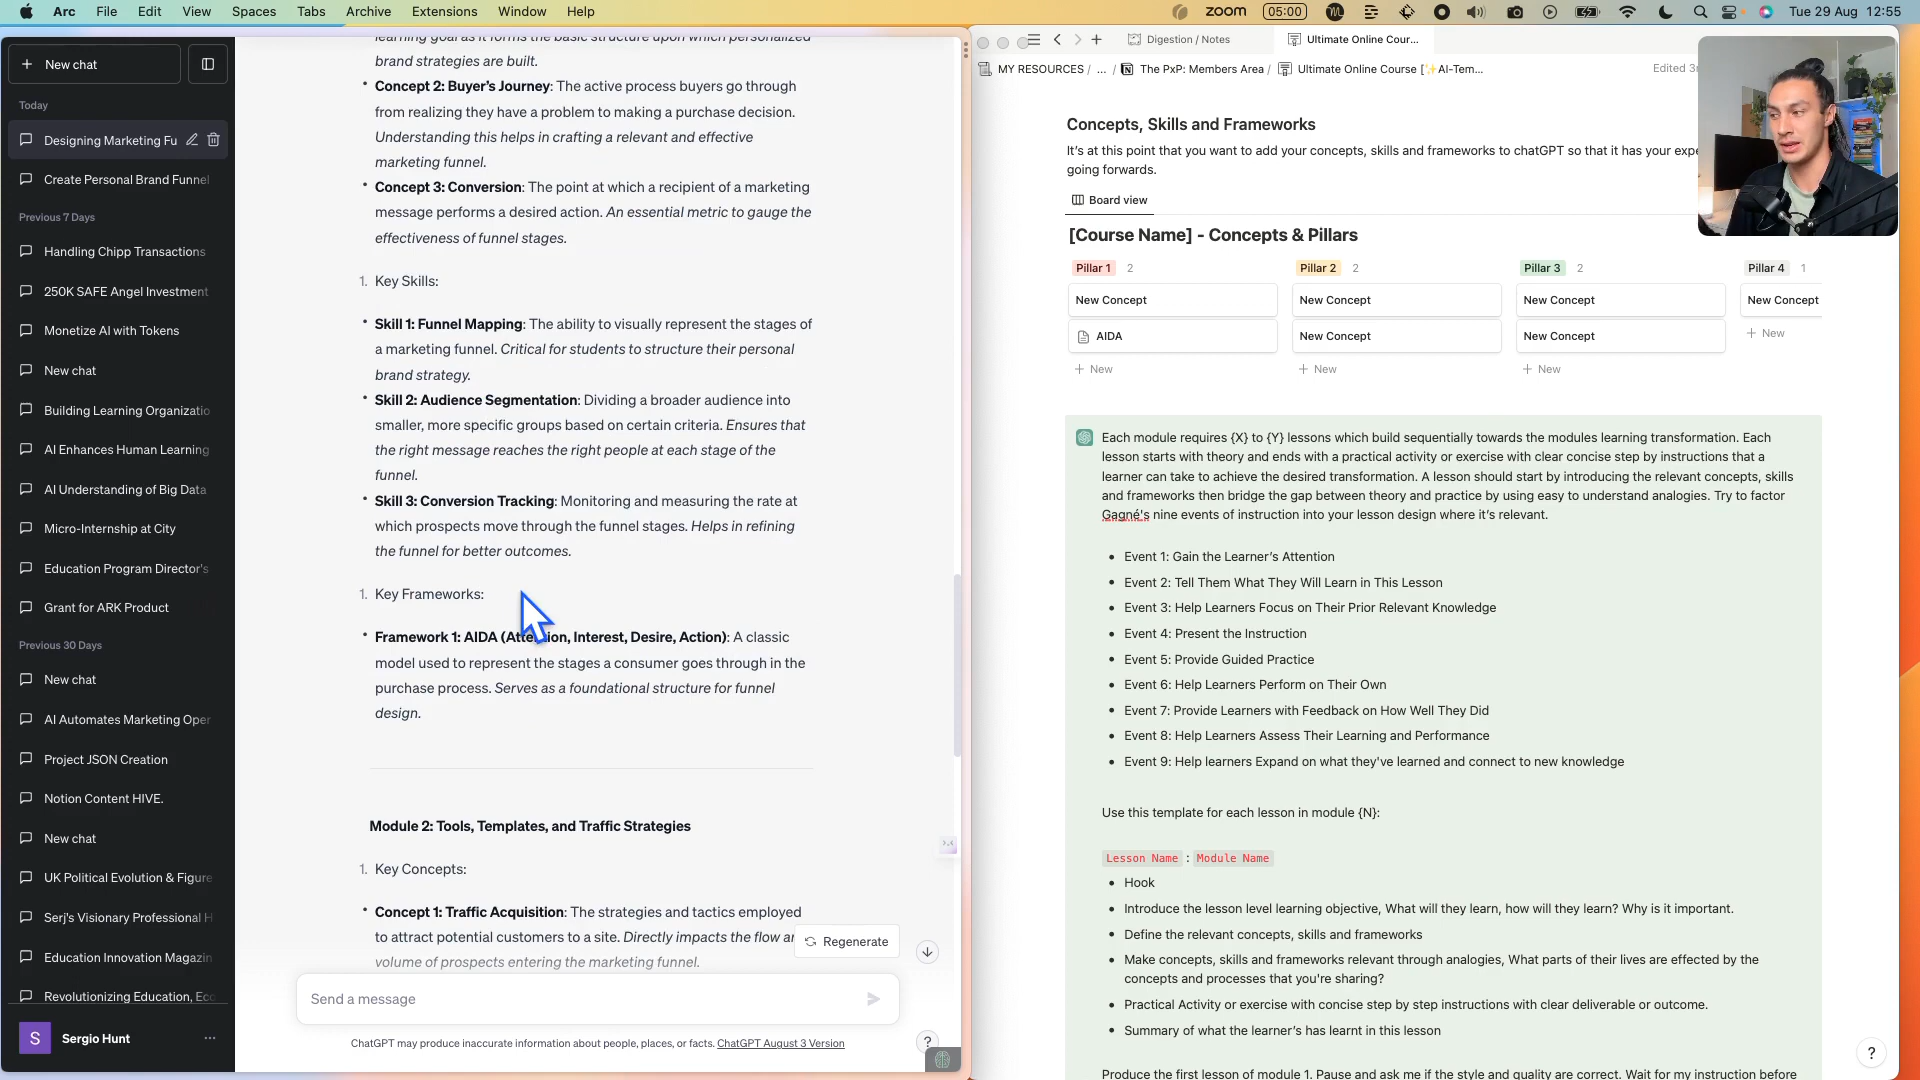 Arc File Edit View Spaces Tabs Archive Extensions Window Help
zoom 05:00 Tue 29 Aug 12:55
New chat
Today
Designing Marketing Fu
Create Personal Brand Funnel
Previous 7 Days
Handling Chipp Transactions
250K SAFE Angel Investment
Monetize AI with Tokens
New chat
Building Learning Organizatio
AI Enhances Human Learning
AI Understanding of Big Data
Micro-Internship at City
Education Program Director's
Grant for ARK Product
Previous 30 Days
New chat
AI Automates Marketing Oper
Project JSON Creation
Notion Content HIVE.
New chat
UK Political Evolution & Figure
Serj's Visionary Professional H
Education Innovation Magazin
Revolutionizing Education, Eco
S Sergio Hunt
learning goal as it forms the basic structure upon which personalized
brand strategies are built.
• Concept 2: Buyer's Journey: The active process buyers go through
from realizing they have a problem to making a purchase decision.
Understanding this helps in crafting a relevant and effective
marketing funnel.
• Concept 3: Conversion: The point at which a recipient of a marketing
message performs a desired action. An essential metric to gauge the
effectiveness of funnel stages.
1. Key Skills:
• Skill 1: Funnel Mapping: The ability to visually represent the stages of
a marketing funnel. Critical for students to structure their personal
brand strategy.
• Skill 2: Audience Segmentation: Dividing a broader audience into
smaller, more specific groups based on certain criteria. Ensures that
the right message reaches the right people at each stage of the
funnel.
• Skill 3: Conversion Tracking: Monitoring and measuring the rate at
which prospects move through the funnel stages. Helps in refining
the funnel for better outcomes.
1. Key Frameworks:
• Framework 1: AIDA (Attention, Interest, Desire, Action): A classic
model used to represent the stages a consumer goes through in the
purchase process. Serves as a foundational structure for funnel
design.
Module 2: Tools, Templates, and Traffic Strategies
1. Key Concepts:
• Concept 1: Traffic Acquisition: The strategies and tactics employed
to attract potential customers to a site. Directly impacts the flow an
volume of prospects entering the marketing funnel.
Regenerate
Send a message
ChatGPT may produce inaccurate information about people, places, or facts. ChatGPT August 3 Version
?
Digestion / Notes
Ultimate Online Cour...
MY RESOURCES / ... / The PxP: Members Area / Ultimate Online Course [✨AI-Tem...
Edited 3
Concepts, Skills and Frameworks
It's at this point that you want to add your concepts, skills and frameworks to chatGPT so that it has your expe
going forwards.
Board view
[Course Name] - Concepts & Pillars
Pillar 1 2 Pillar 2 2 Pillar 3 2 Pillar 4 1
New Concept New Concept New Concept New Concept
AIDA New Concept New Concept + New
+ New + New + New
Each module requires {X} to {Y} lessons which build sequentially towards the modules learning transformation. Each
lesson starts with theory and ends with a practical activity or exercise with clear concise step by instructions that a
learner can take to achieve the desired transformation. A lesson should start by introducing the relevant concepts, skills
and frameworks then bridge the gap between theory and practice by using easy to understand analogies. Try to factor
Gagné's nine events of instruction into your lesson design where it's relevant.
• Event 1: Gain the Learner's Attention
• Event 2: Tell Them What They Will Learn in This Lesson
• Event 3: Help Learners Focus on Their Prior Relevant Knowledge
• Event 4: Present the Instruction
• Event 5: Provide Guided Practice
• Event 6: Help Learners Perform on Their Own
• Event 7: Provide Learners with Feedback on How Well They Did
• Event 8: Help Learners Assess Their Learning and Performance
• Event 9: Help learners Expand on what they've learned and connect to new knowledge
Use this template for each lesson in module {N}:
Lesson Name : Module Name
• Hook
• Introduce the lesson level learning objective, What will they learn, how will they learn? Why is it important.
• Define the relevant concepts, skills and frameworks
• Make concepts, skills and frameworks relevant through analogies, What parts of their lives are effected by the
concepts and processes that you're sharing?
• Practical Activity or exercise with concise step by step instructions with clear deliverable or outcome.
• Summary of what the learner's has learnt in this lesson
Produce the first lesson of module 1. Pause and ask me if the style and quality are correct. Wait for my instruction before
?